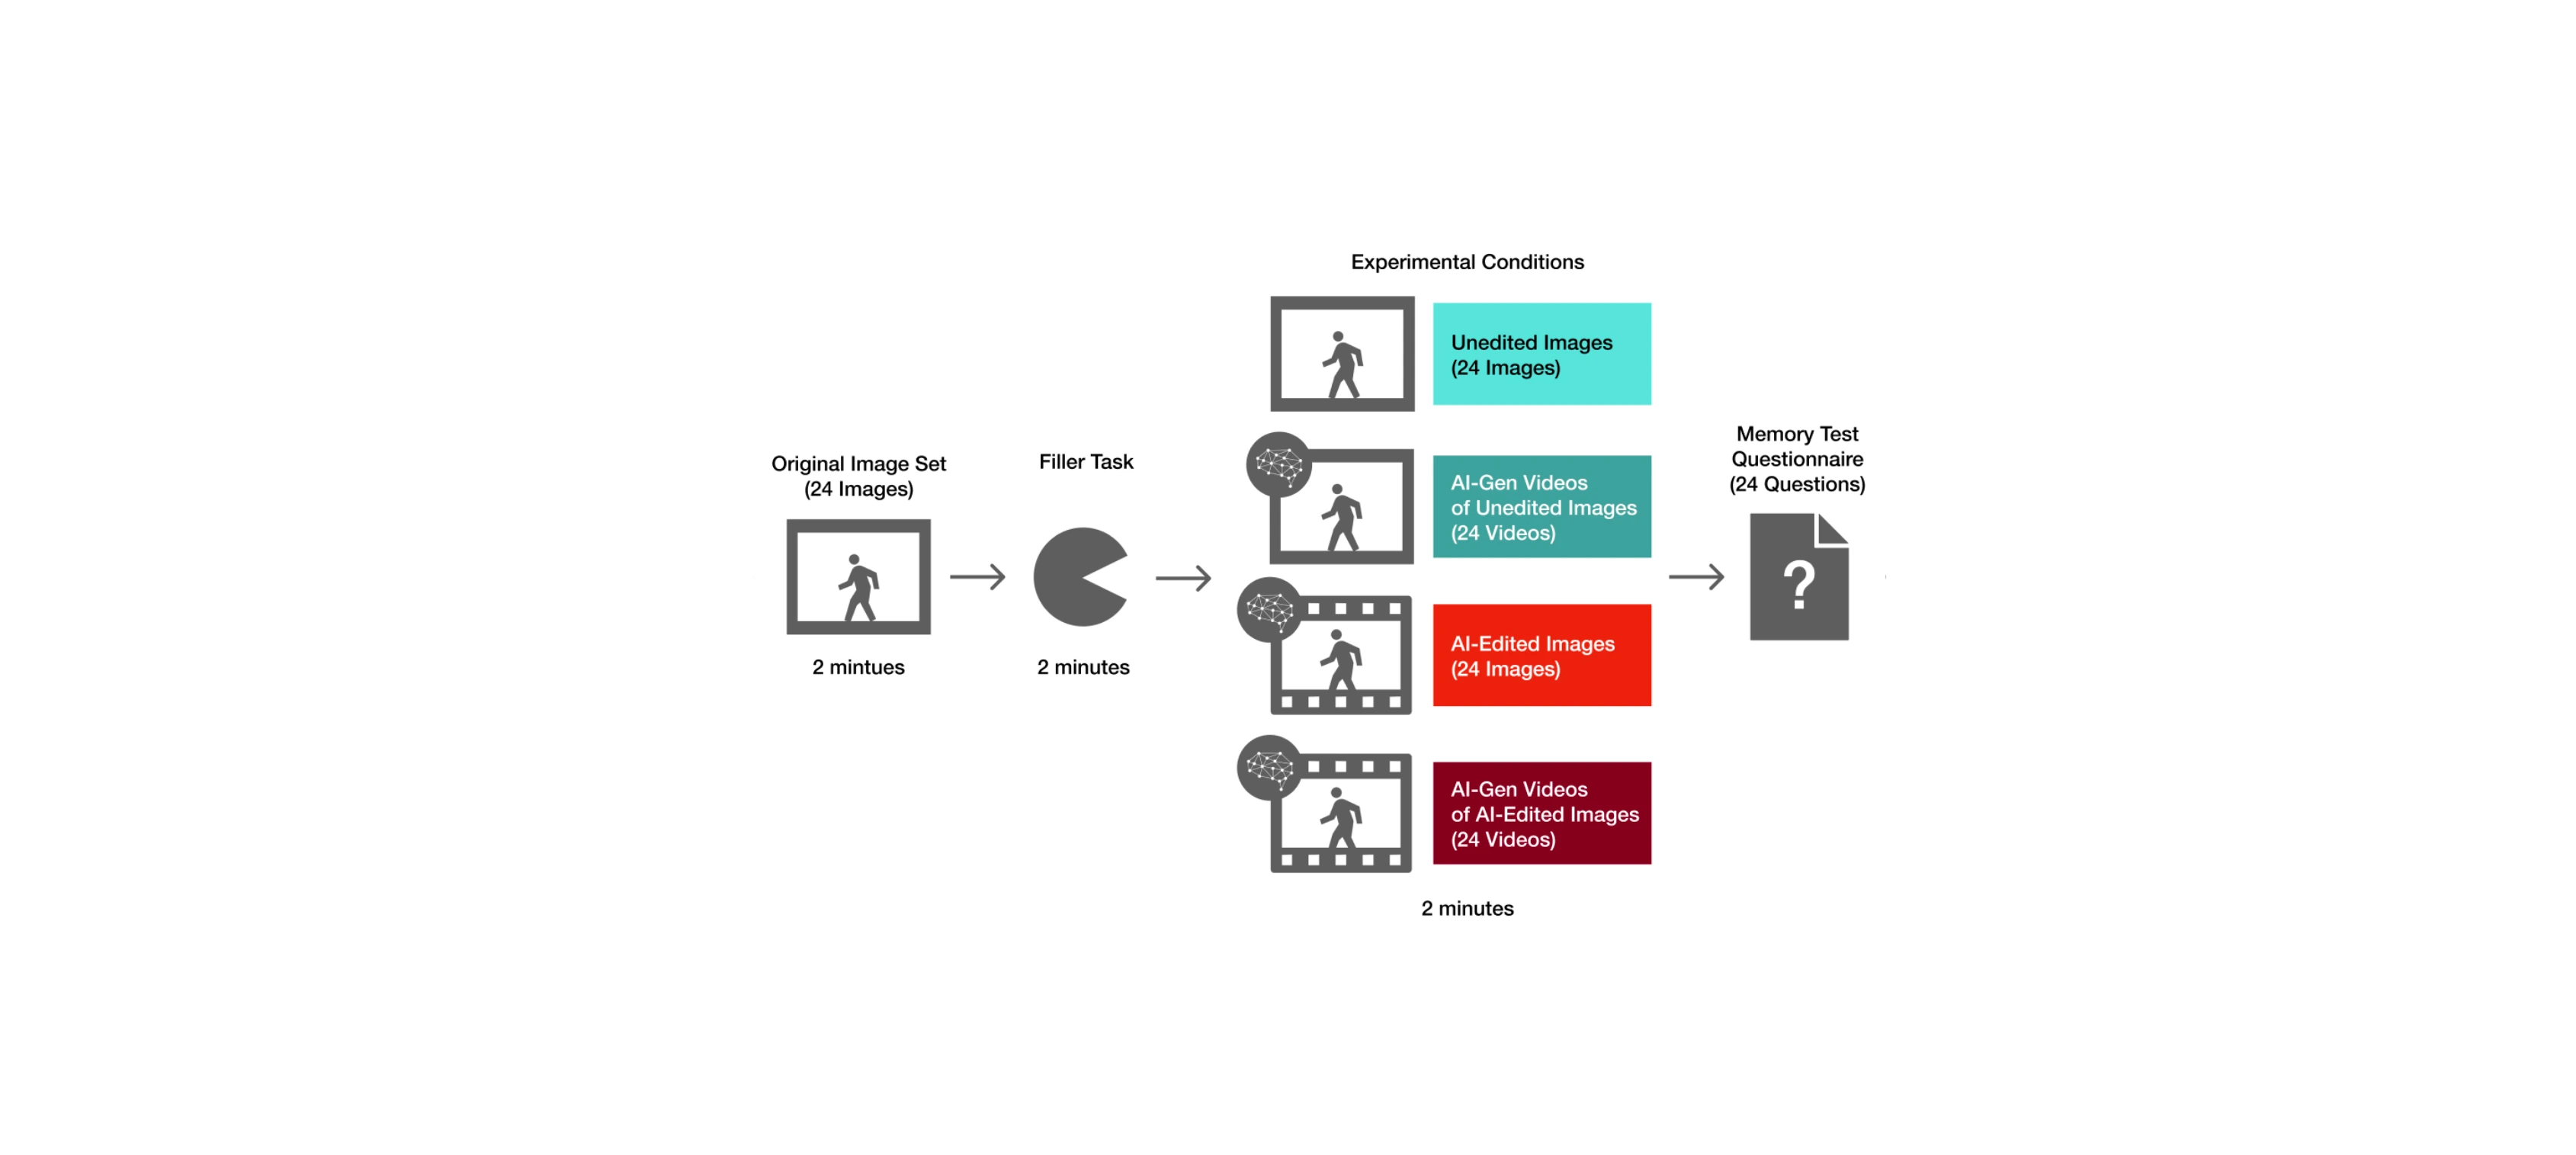 Original Image Set
(24 Images)
2 mintues
Filler Task
2 minutes
Experimental Conditions
Unedited Images
(24 Images)
AI-Gen Videos
of Unedited Images
(24 Videos)
AI-Edited Images
(24 Images)
AI-Gen Videos
of AI-Edited Images
(24 Videos)
2 minutes
Memory Test
Questionnaire
(24 Questions)
?